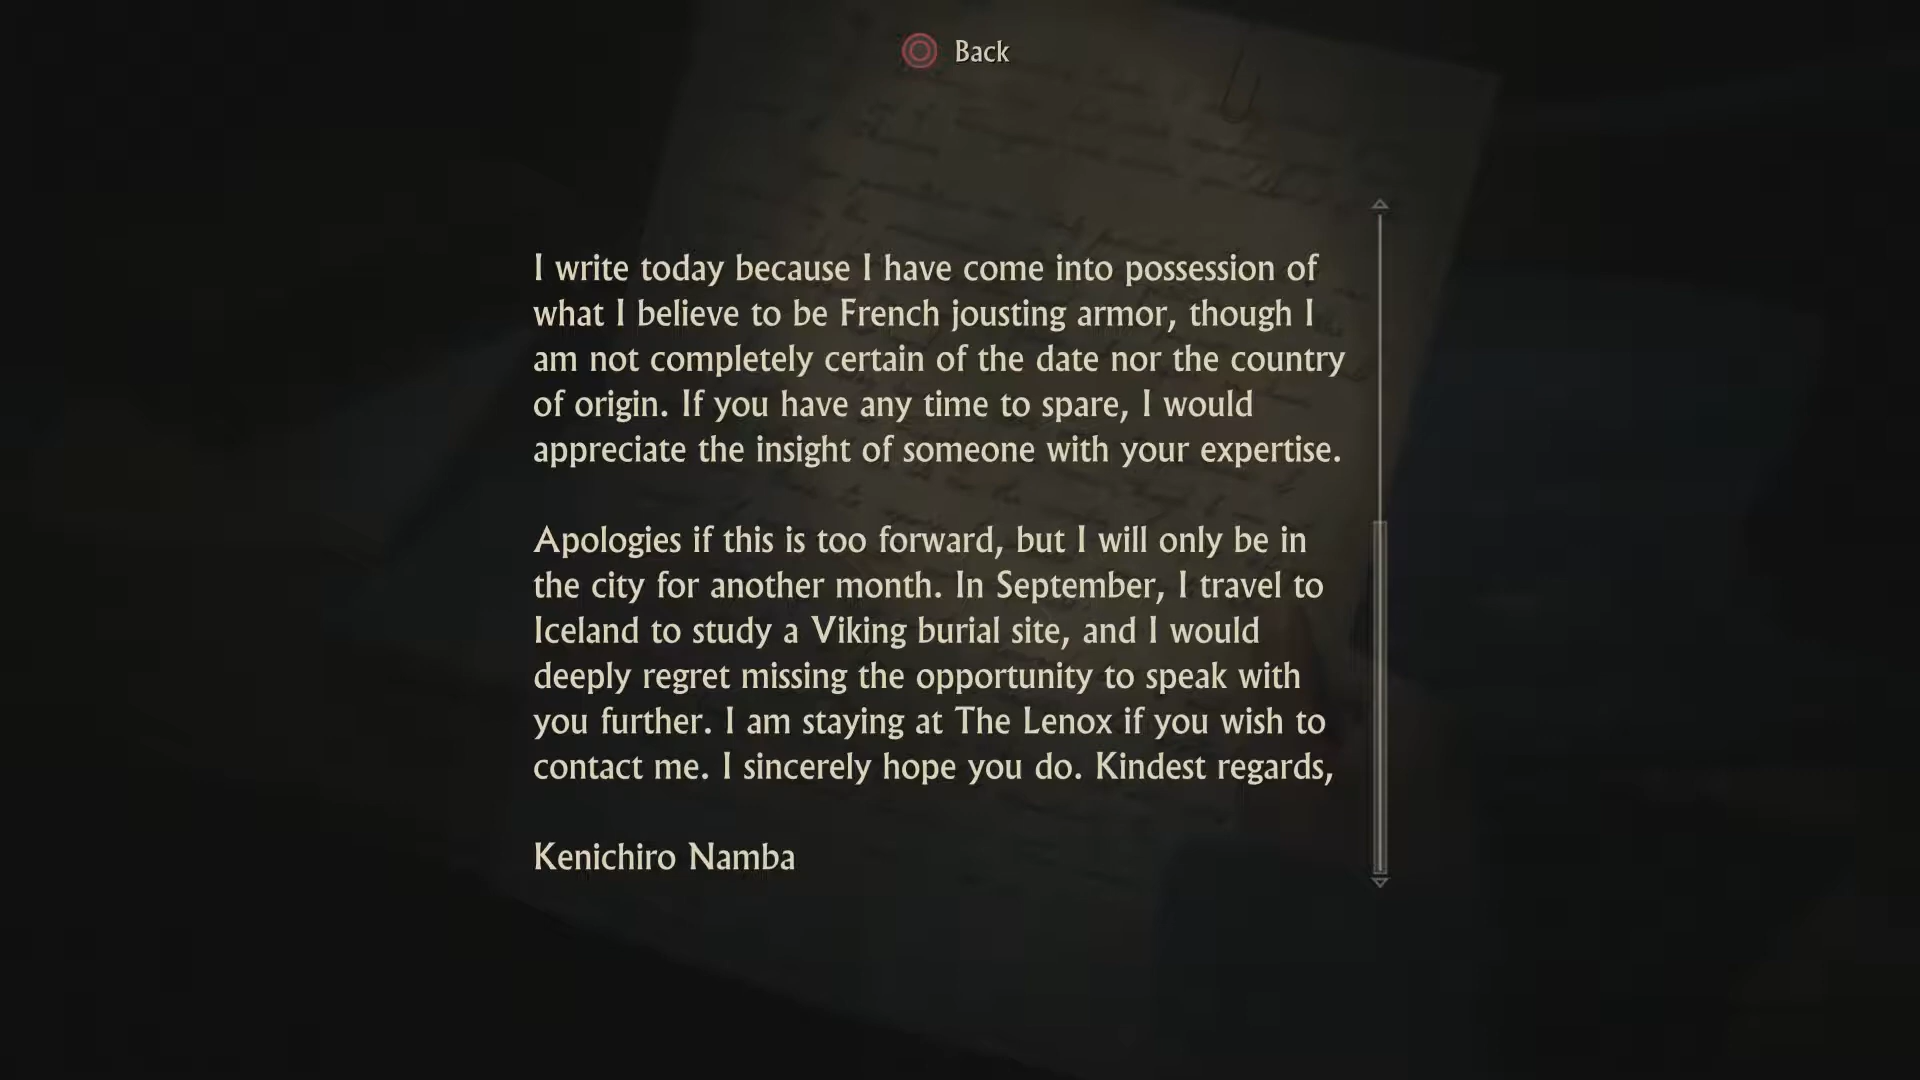 Back
I write today because I have come into possession of
what I believe to be French jousting armor, though I
am not completely certain of the date nor the country
of origin. If you have any time to spare, I would
appreciate the insight of someone with your expertise.
Apologies if this is too forward, but I will only be in
the city for another month. In September, I travel to
Iceland to study a Viking burial site, and I would
deeply regret missing the opportunity to speak with
you further. I am staying at The Lenox if you wish to
contact me. I sincerely hope you do. Kindest regards,
Kenichiro Namba